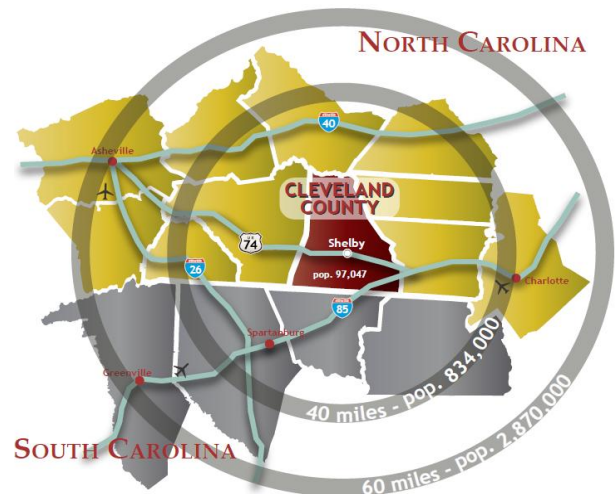 NORTH CAROLINA
40
Asheville
CLEVELAND
COUNTY
U S
74
Shelby
26
pop. 97,047
Charlotte
85
Spartanburg
Greenville
40 miles - pop. 834,000
60 miles - pop. 2,870,000
SOUTH CAROLINA